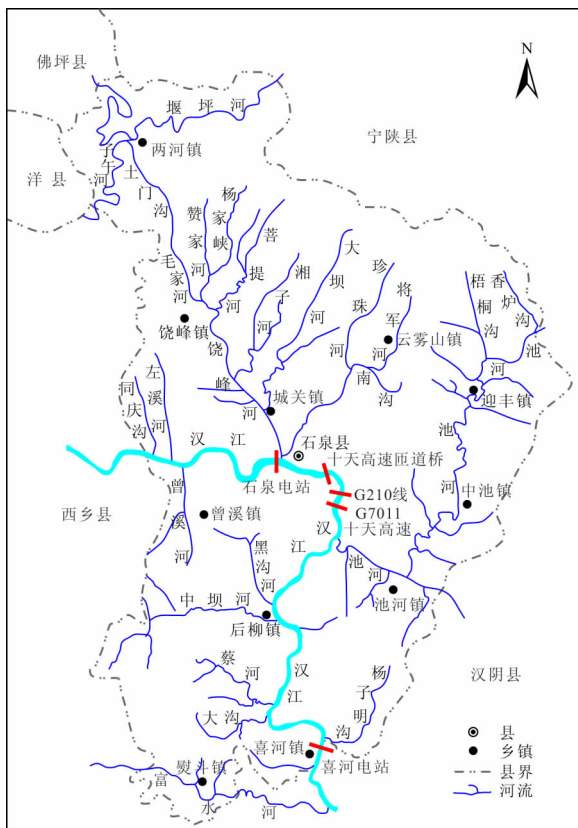 佛坪县
N
堰坪河
宁陕县
两河镇
子午河
洋县
土门沟
杨家峡
赞家河
菩提河
大坝河
湘子河
珍珠河
将军河
梧桐沟
香炉沟
池河
毛家河
饶峰镇
云雾山镇
饶峰河
南沟
迎丰镇
左溪河
同庆沟
城关镇
汉江
石泉县
十天高速匝道桥
池河
石泉电站
G210线
中池镇
西乡县
曾溪河
曾溪镇
G7011
十天高速
汉江
黑沟河
池河
池河镇
中坝河
后柳镇
汉阴县
蔡河
汉江
杨子明沟
大沟
县
喜河镇
乡镇
熨斗镇
喜河电站
县界
富水河
河流